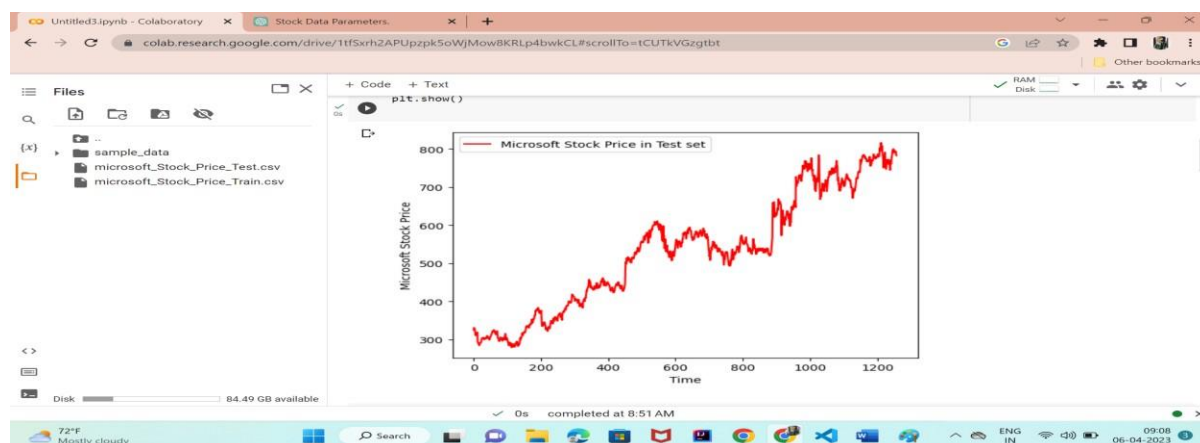 Untitled3.ipynb - Colaboratory
Stock Data Parameters.
colab.research.google.com/drive/1tfSxrh2APUpzpk5oWjMow8KRLp4bwkCL#scrollTo=tCUTkVGzgtbt
Other bookmarks
Files
+ Code + Text
RAM
Disk
plt.show()
0s
{x}
..
sample_data
microsoft_Stock_Price_Test.csv
microsoft_Stock_Price_Train.csv
Microsoft Stock Price in Test set
800
700
600
500
400
300
Microsoft Stock Price
0 200 400 600 800 1000 1200
Time
<>
Disk 84.49 GB available
0s completed at 8:51 AM
72°F
Mostly cloudy
Search
ENG
IN
09:08
06-04-2023